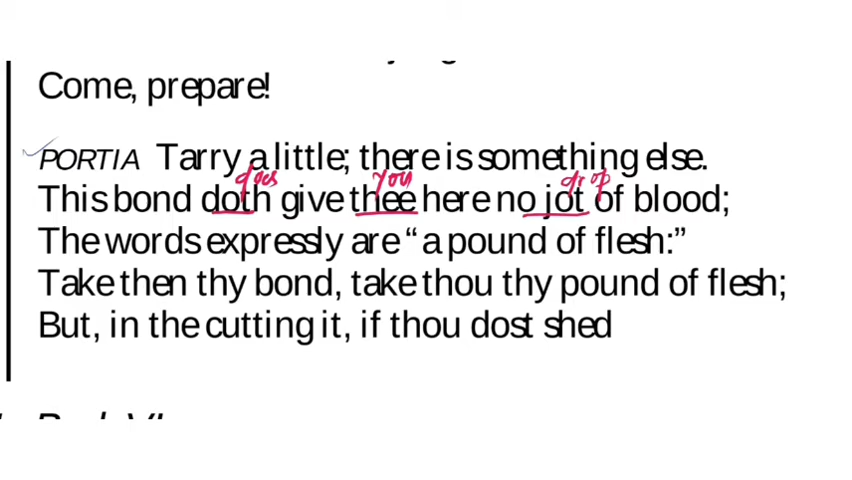 Come, prepare!
PORTIA Tarry a little; there is something else.
does you drop
This bond doth give thee here no jot of blood;
The words expressly are “a pound of flesh:”
Take then thy bond, take thou thy pound of flesh;
But, in the cutting it, if thou dost shed